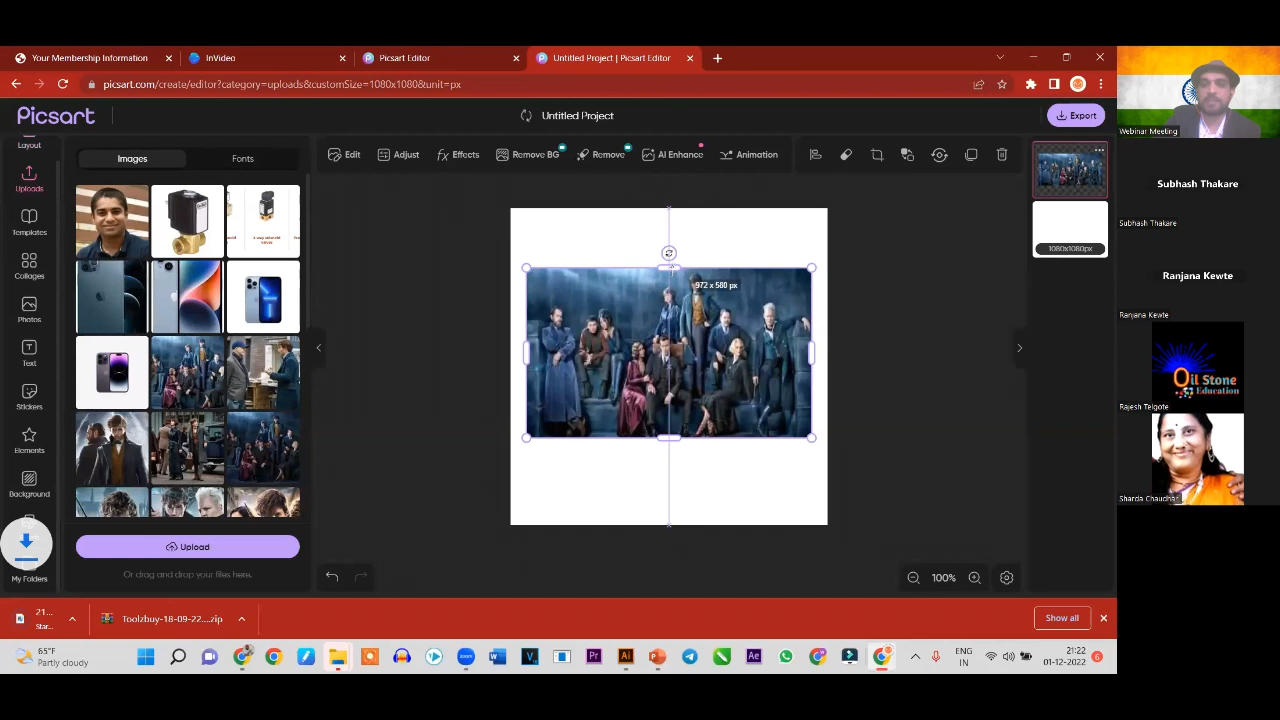 Your Membership Information
InVideo
Picsart Editor
Untitled Project | Picsart Editor
picsart.com/create/editor?category=uploads&customSize=1080x1080&unit=px
Picsart
Untitled Project
Export
Layout
Uploads
Templates
Collages
Photos
Text
Stickers
Elements
Background
My Folders
Images
Fonts
Upload
Or drag and drop your files here.
Edit
Adjust
Effects
Remove BG
Remove
AI Enhance
Animation
972 x 580 px
1080x1080px
100%
Webinar Meeting
Subhash Thakare
Subhash Thakare
Ranjana Kewte
Ranjana Kewte
Oil Stone
Education
Rajesh Telgote
Sharda Chaudhar
21...
Star...
Toolzbuy-18-09-22....zip
Show all
65°F
Partly cloudy
ENG
IN
21:22
01-12-2022
6